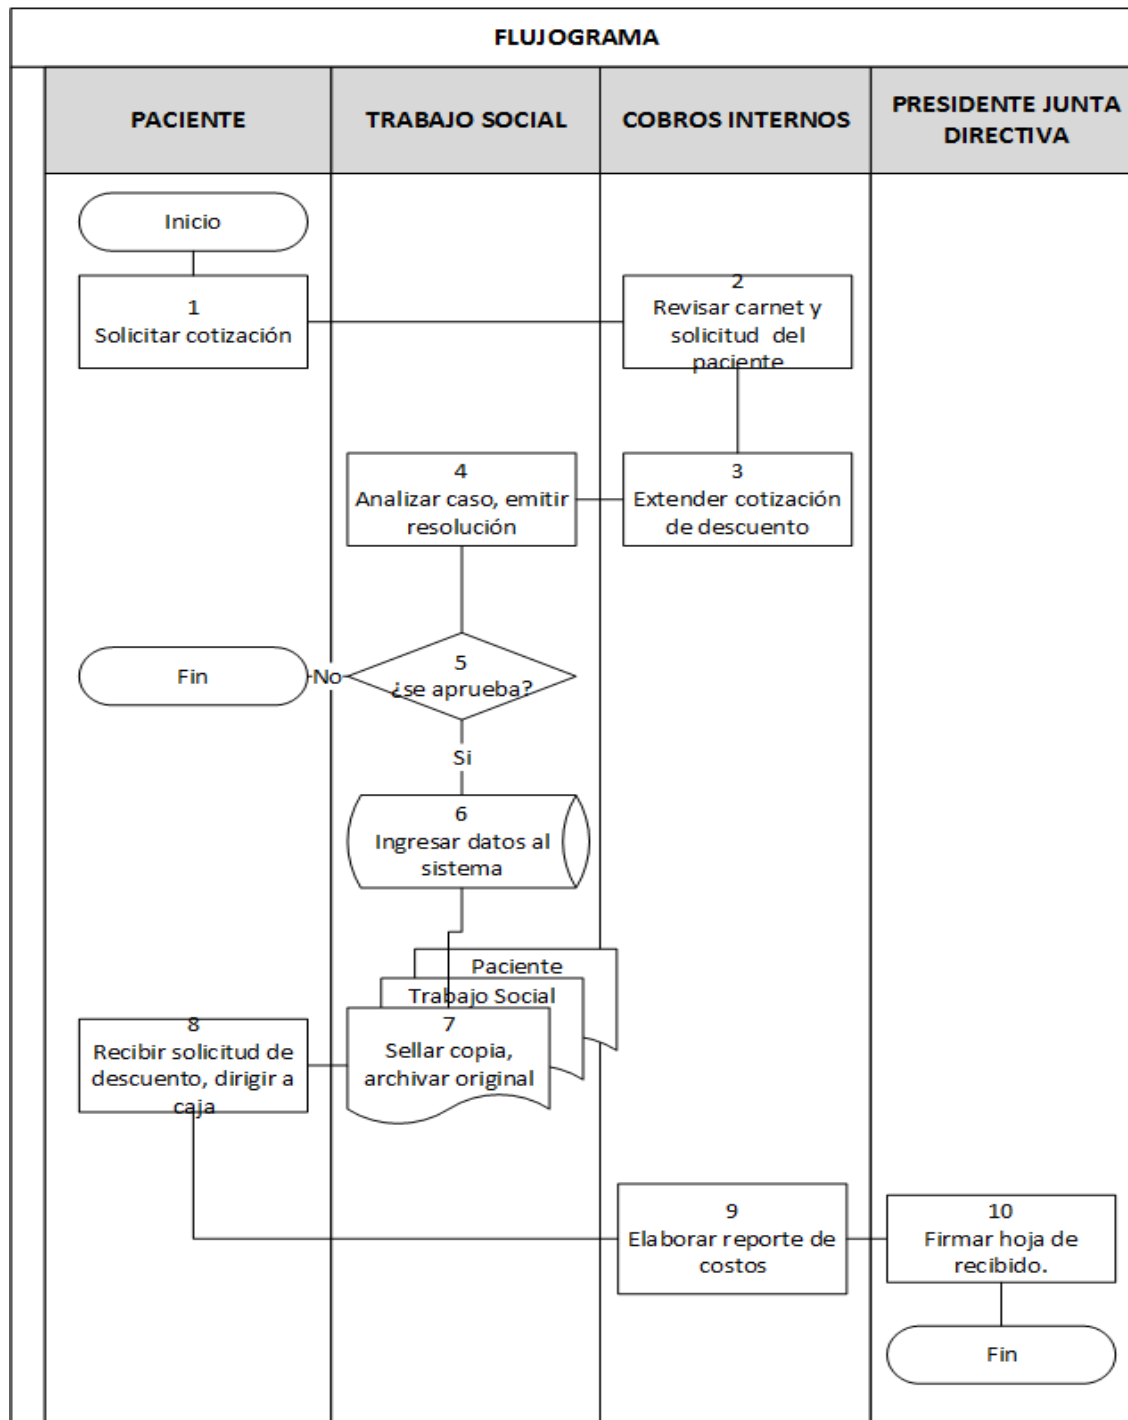 FLUJOGRAMA
PACIENTE
TRABAJO SOCIAL
COBROS INTERNOS
PRESIDENTE JUNTA
DIRECTIVA
Inicio
1
Solicitar cotización
2
Revisar carnet y
solicitud del
paciente
3
Extender cotización
de descuento
4
Analizar caso, emitir
resolución
5
¿se aprueba?
No
Fin
Si
6
Ingresar datos al
sistema
Paciente
Trabajo Social
7
Sellar copia,
archivar original
8
Recibir solicitud de
descuento, dirigir a
caja
9
Elaborar reporte de
costos
10
Firmar hoja de
recibido.
Fin